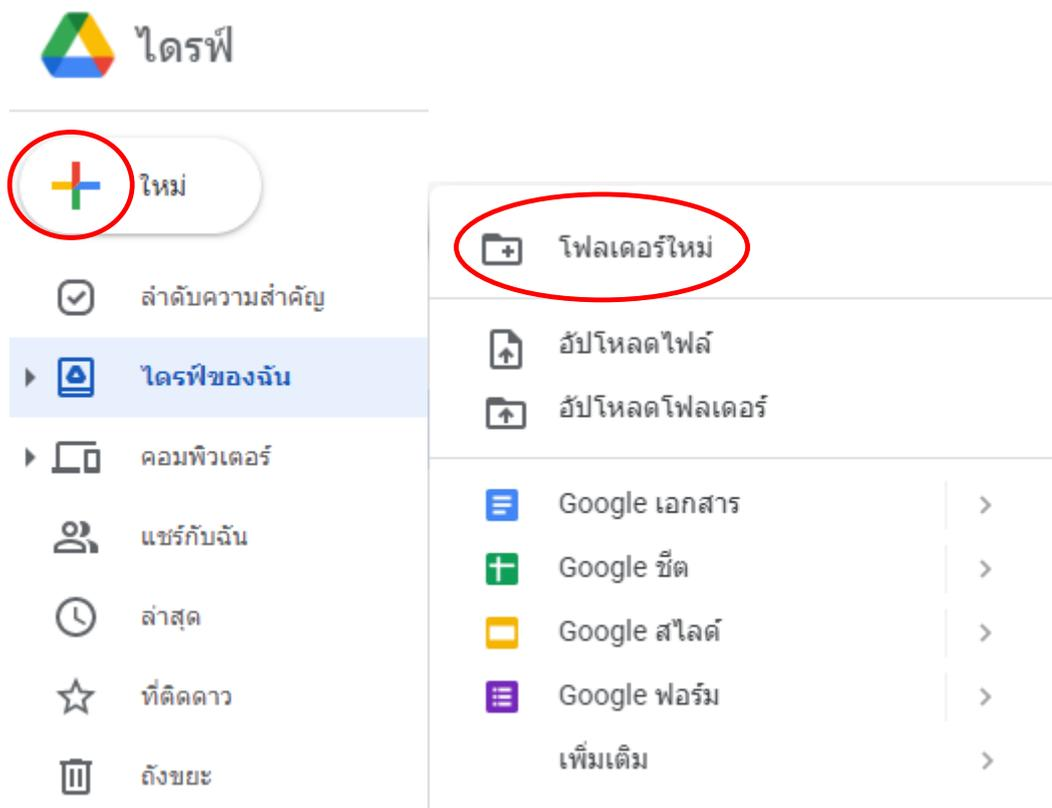 ไดรฟ์
ใหม่
ลำดับความสำคัญ
ไดรฟ์ของฉัน
คอมพิวเตอร์
แชร์กับฉัน
ล่าสุด
ที่ติดดาว
ถังขยะ
โฟลเดอร์ใหม่
อัปโหลดไฟล์
อัปโหลดโฟลเดอร์
Google เอกสาร
Google ชีต
Google สไลด์
Google ฟอร์ม
เพิ่มเติม